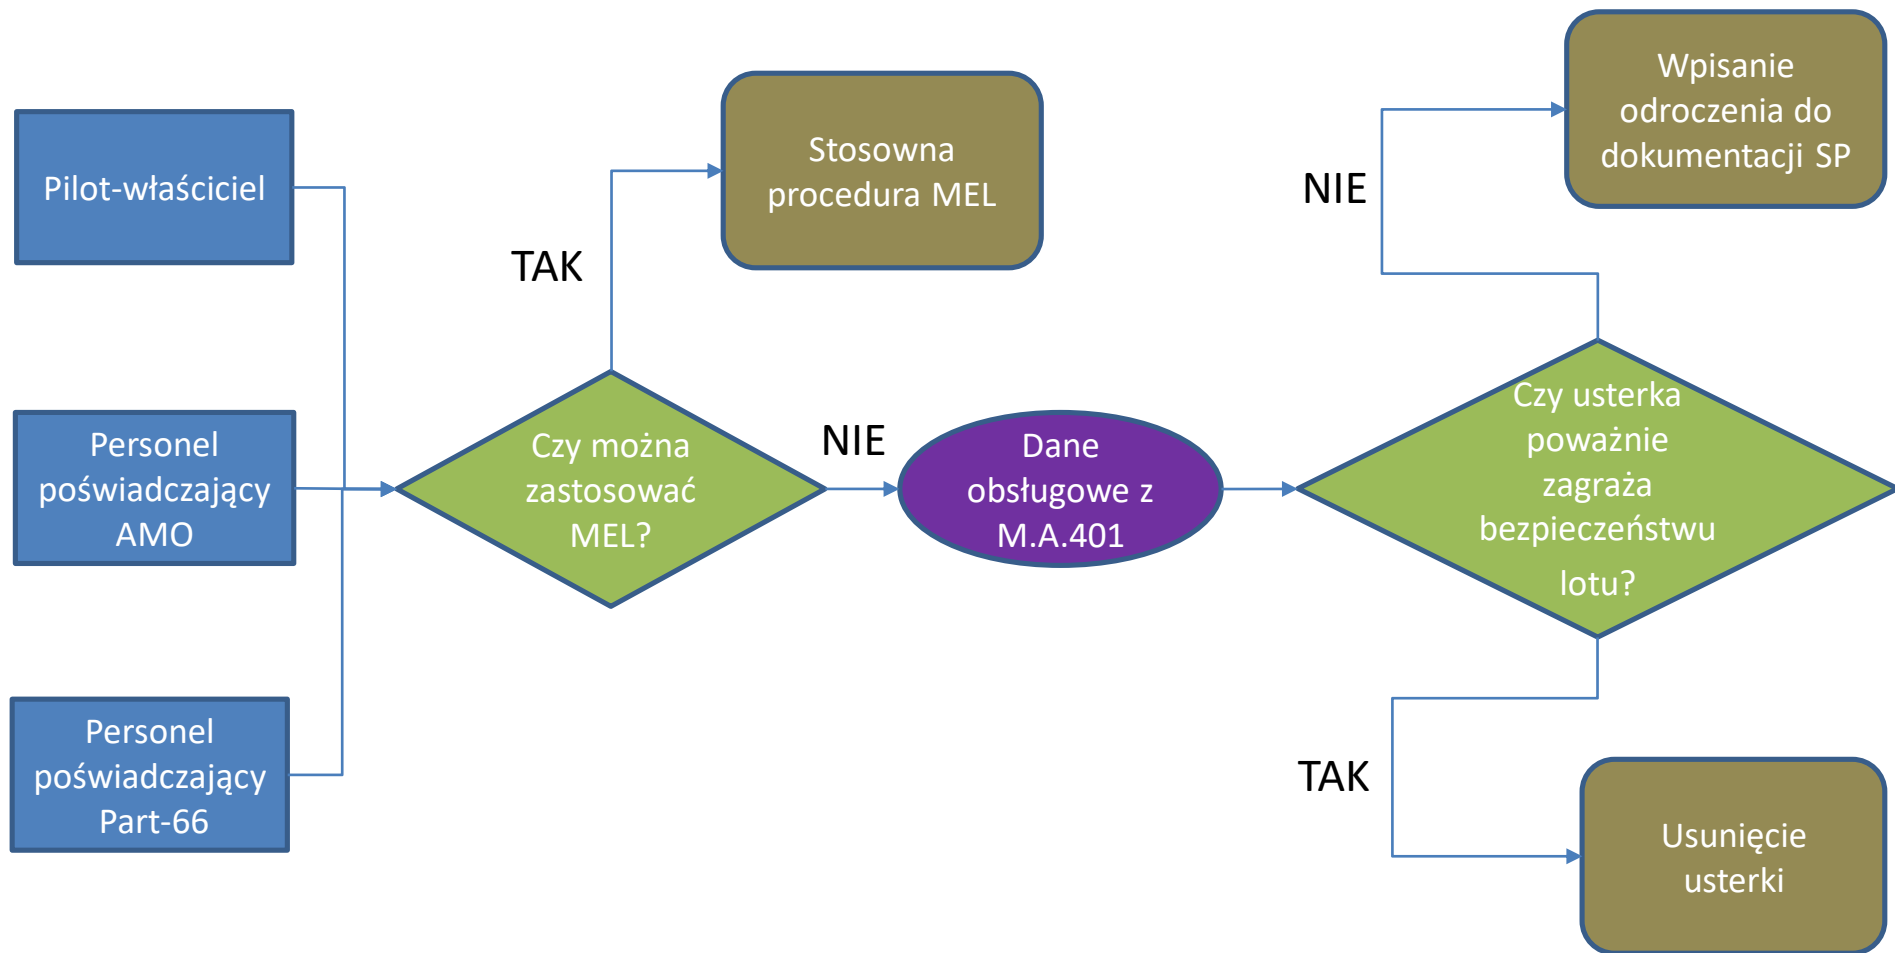 Pilot-właściciel
Personel
poświadczający
AMO
Personel
poświadczający
Part-66
Czy można
zastosować
MEL?
TAK
Stosowna
procedura MEL
NIE
Dane
obsługowe z
M.A.401
Czy usterka
poważnie
zagraża
bezpieczeństwu
lotu?
NIE
Wpisanie
odroczenia do
dokumentacji SP
TAK
Usunięcie
usterki